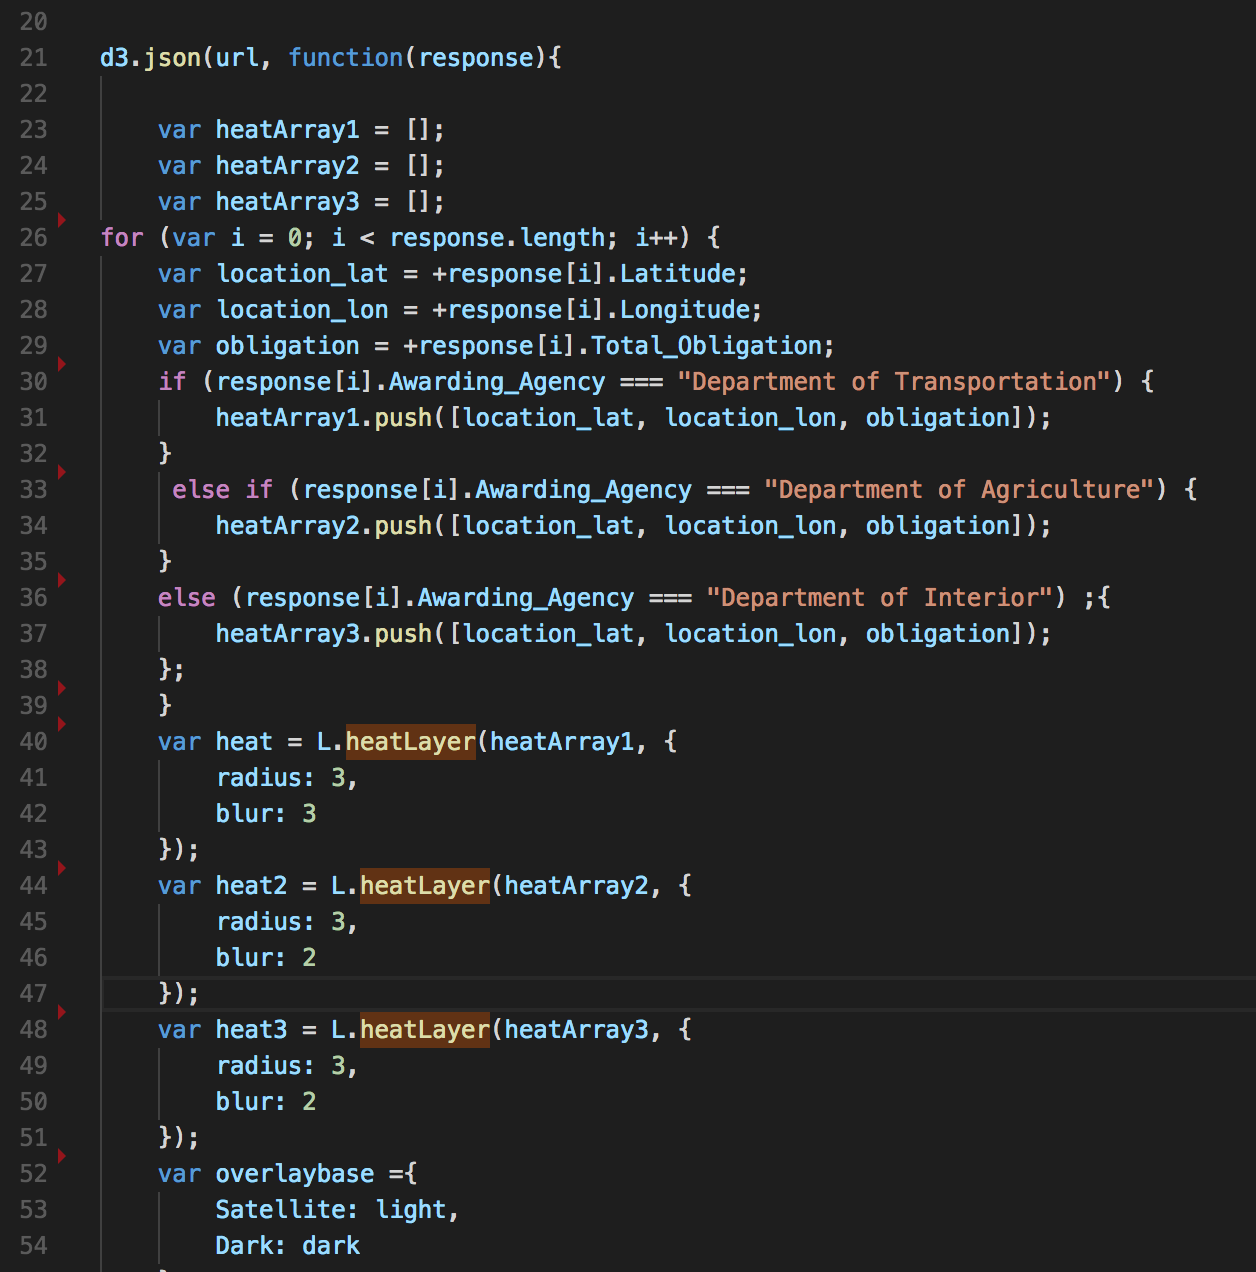 20
21 d3.json(url, function(response){
22
23 var heatArray1 = [];
24 var heatArray2 = [];
25 var heatArray3 = [];
26 for (var i = 0; i < response.length; i++) {
27 var location_lat = +response[i].Latitude;
28 var location_lon = +response[i].Longitude;
29 var obligation = +response[i].Total_Obligation;
30 if (response[i].Awarding_Agency === "Department of Transportation") {
31 heatArray1.push([location_lat, location_lon, obligation]);
32 }
33 else if (response[i].Awarding_Agency === "Department of Agriculture") {
34 heatArray2.push([location_lat, location_lon, obligation]);
35 }
36 else (response[i].Awarding_Agency === "Department of Interior") ;{
37 heatArray3.push([location_lat, location_lon, obligation]);
38 };
39 }
40 var heat = L.heatLayer(heatArray1, {
41 radius: 3,
42 blur: 3
43 });
44 var heat2 = L.heatLayer(heatArray2, {
45 radius: 3,
46 blur: 2
47 });
48 var heat3 = L.heatLayer(heatArray3, {
49 radius: 3,
50 blur: 2
51 });
52 var overlaybase ={
53 Satellite: light,
54 Dark: dark